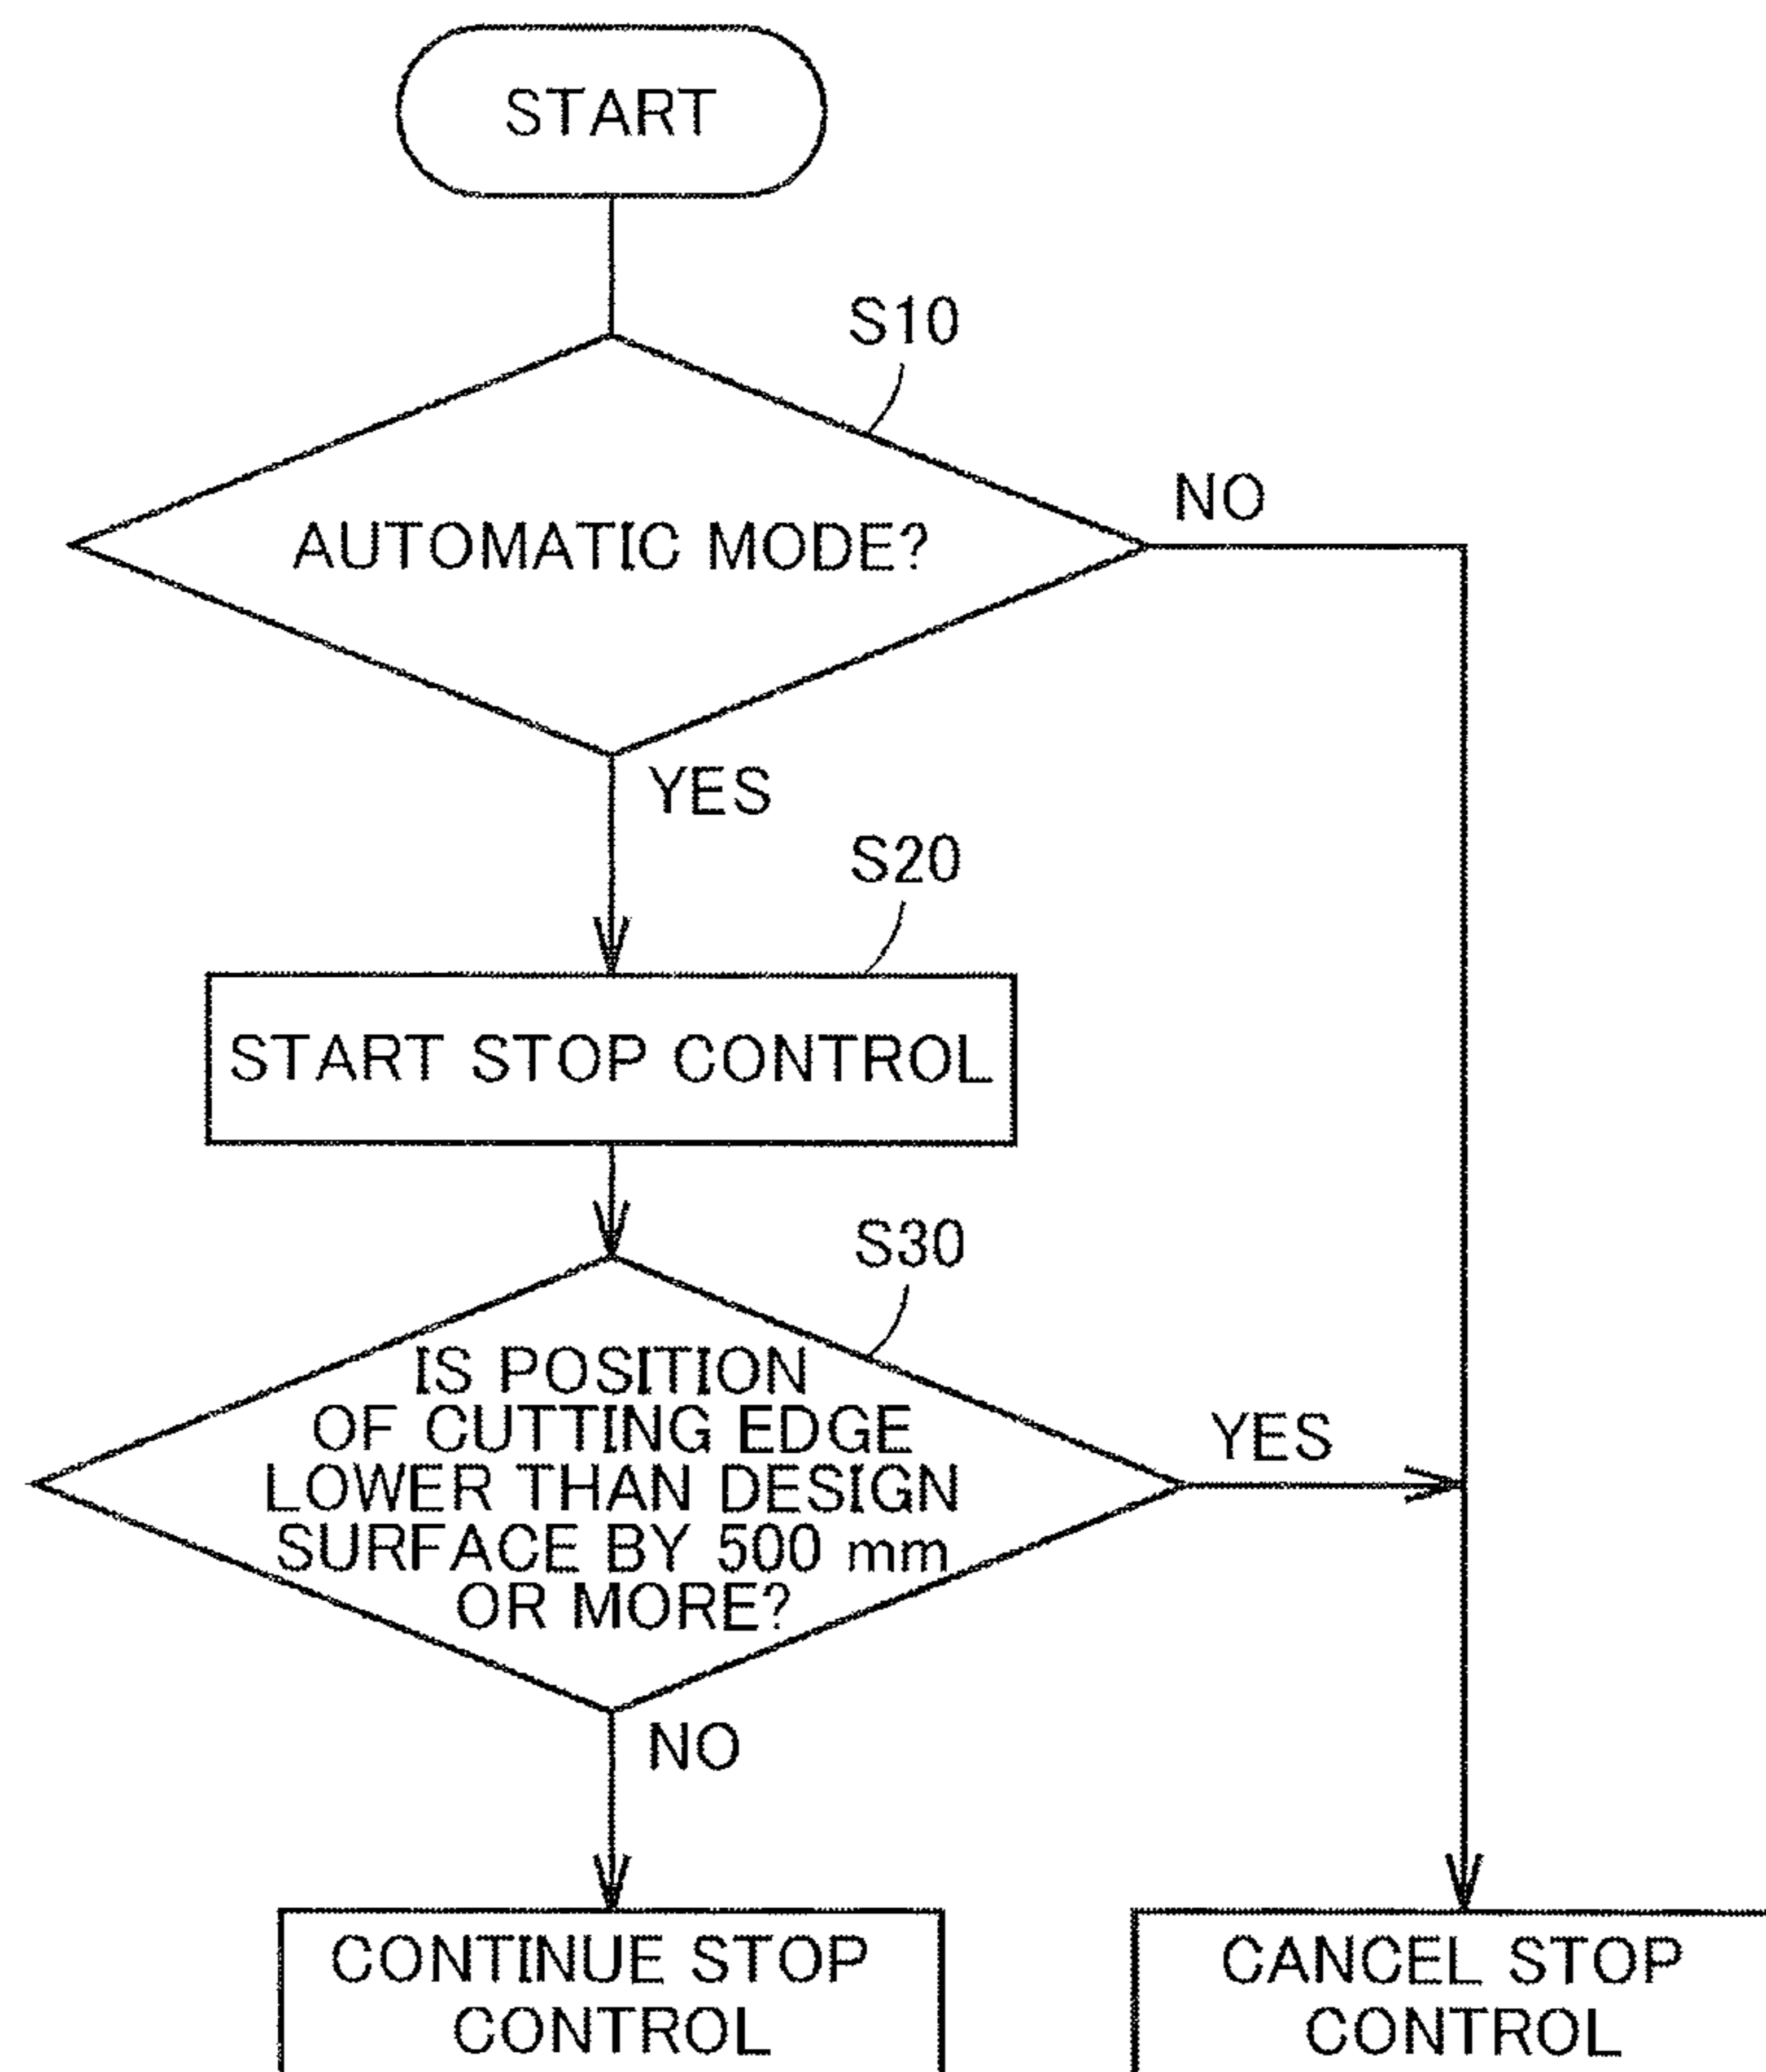 START
S10
NO
AUTOMATIC MODE?
YES
S20
START STOP CONTROL
S30
IS POSITION
OF CUTTING EDGE
LOWER THAN DESIGN
SURFACE BY 500 mm
OR MORE?
YES
NO
CONTINUE STOP
CONTROL
CANCEL STOP
CONTROL